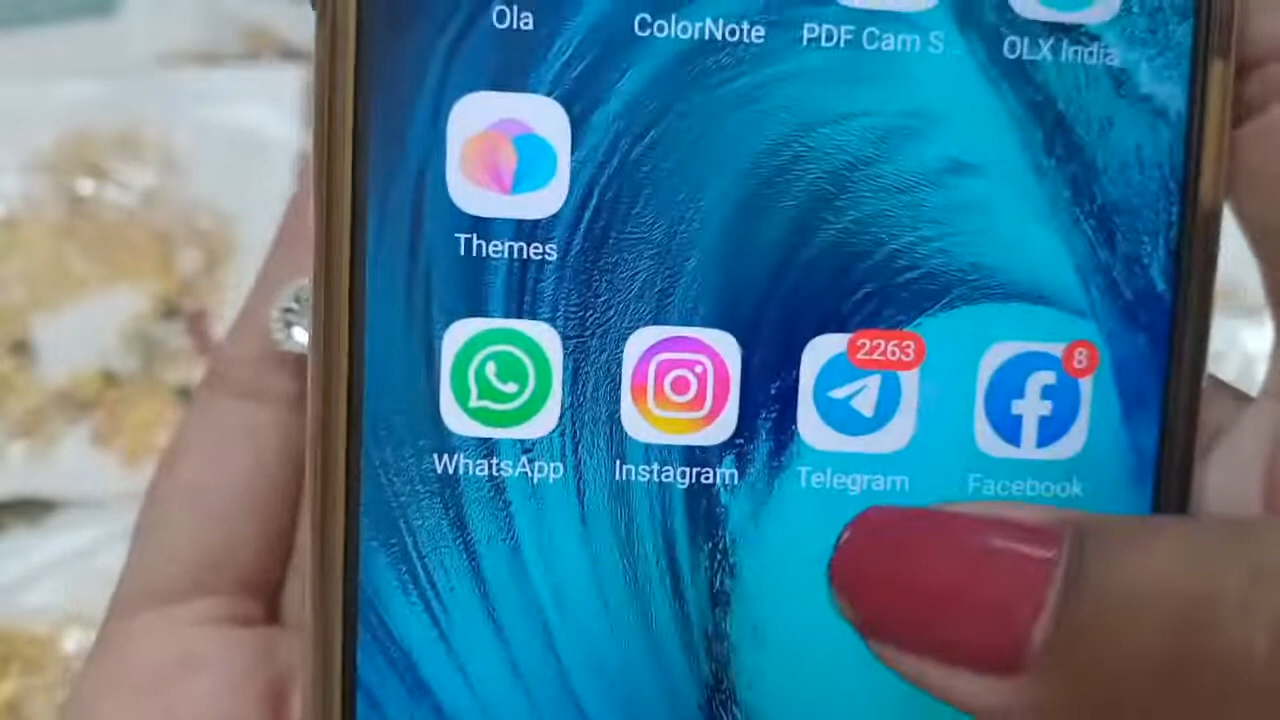 Ola ColorNote PDF Cam S... OLX India
Themes
2263 8
WhatsApp Instagram Telegram Facebook